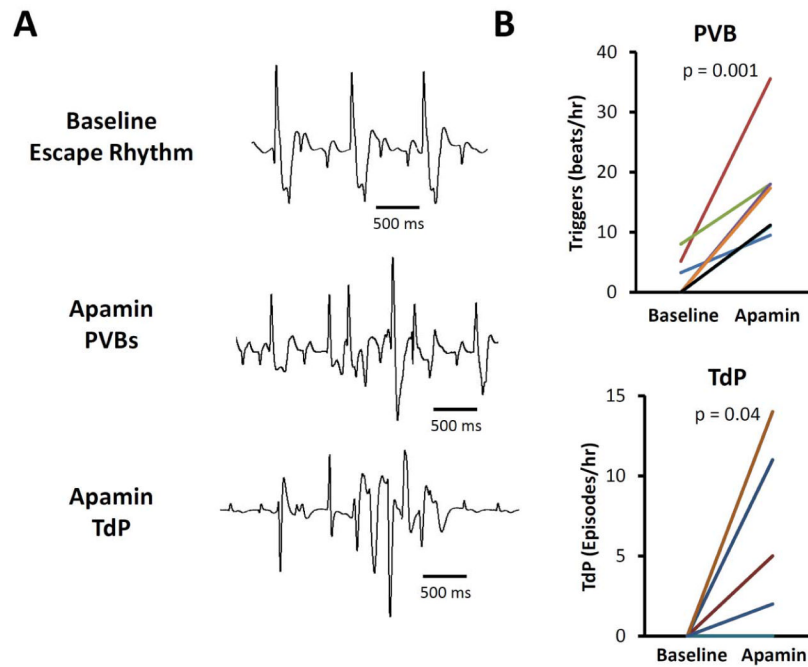 A
Baseline
Escape Rhythm
500 ms
Apamin
PVBs
500 ms
Apamin
TdP
500 ms
B
PVB
p = 0.001
40
30
20
10
0
Triggers (beats/hr)
Baseline Apamin
TdP
p = 0.04
15
10
5
0
TdP (Episodes/hr)
Baseline Apamin